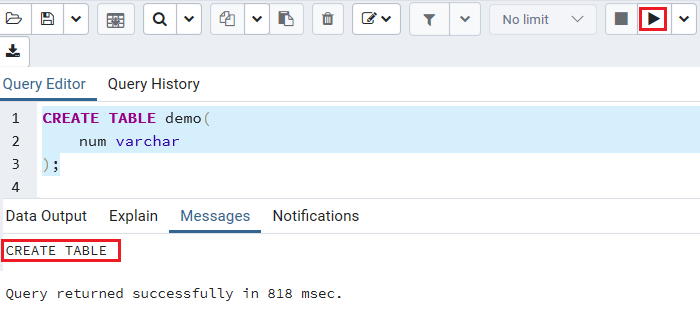 No limit
Query Editor Query History
1 CREATE TABLE demo(
2 num varchar
3 );
4
Data Output Explain Messages Notifications
CREATE TABLE
Query returned successfully in 818 msec.